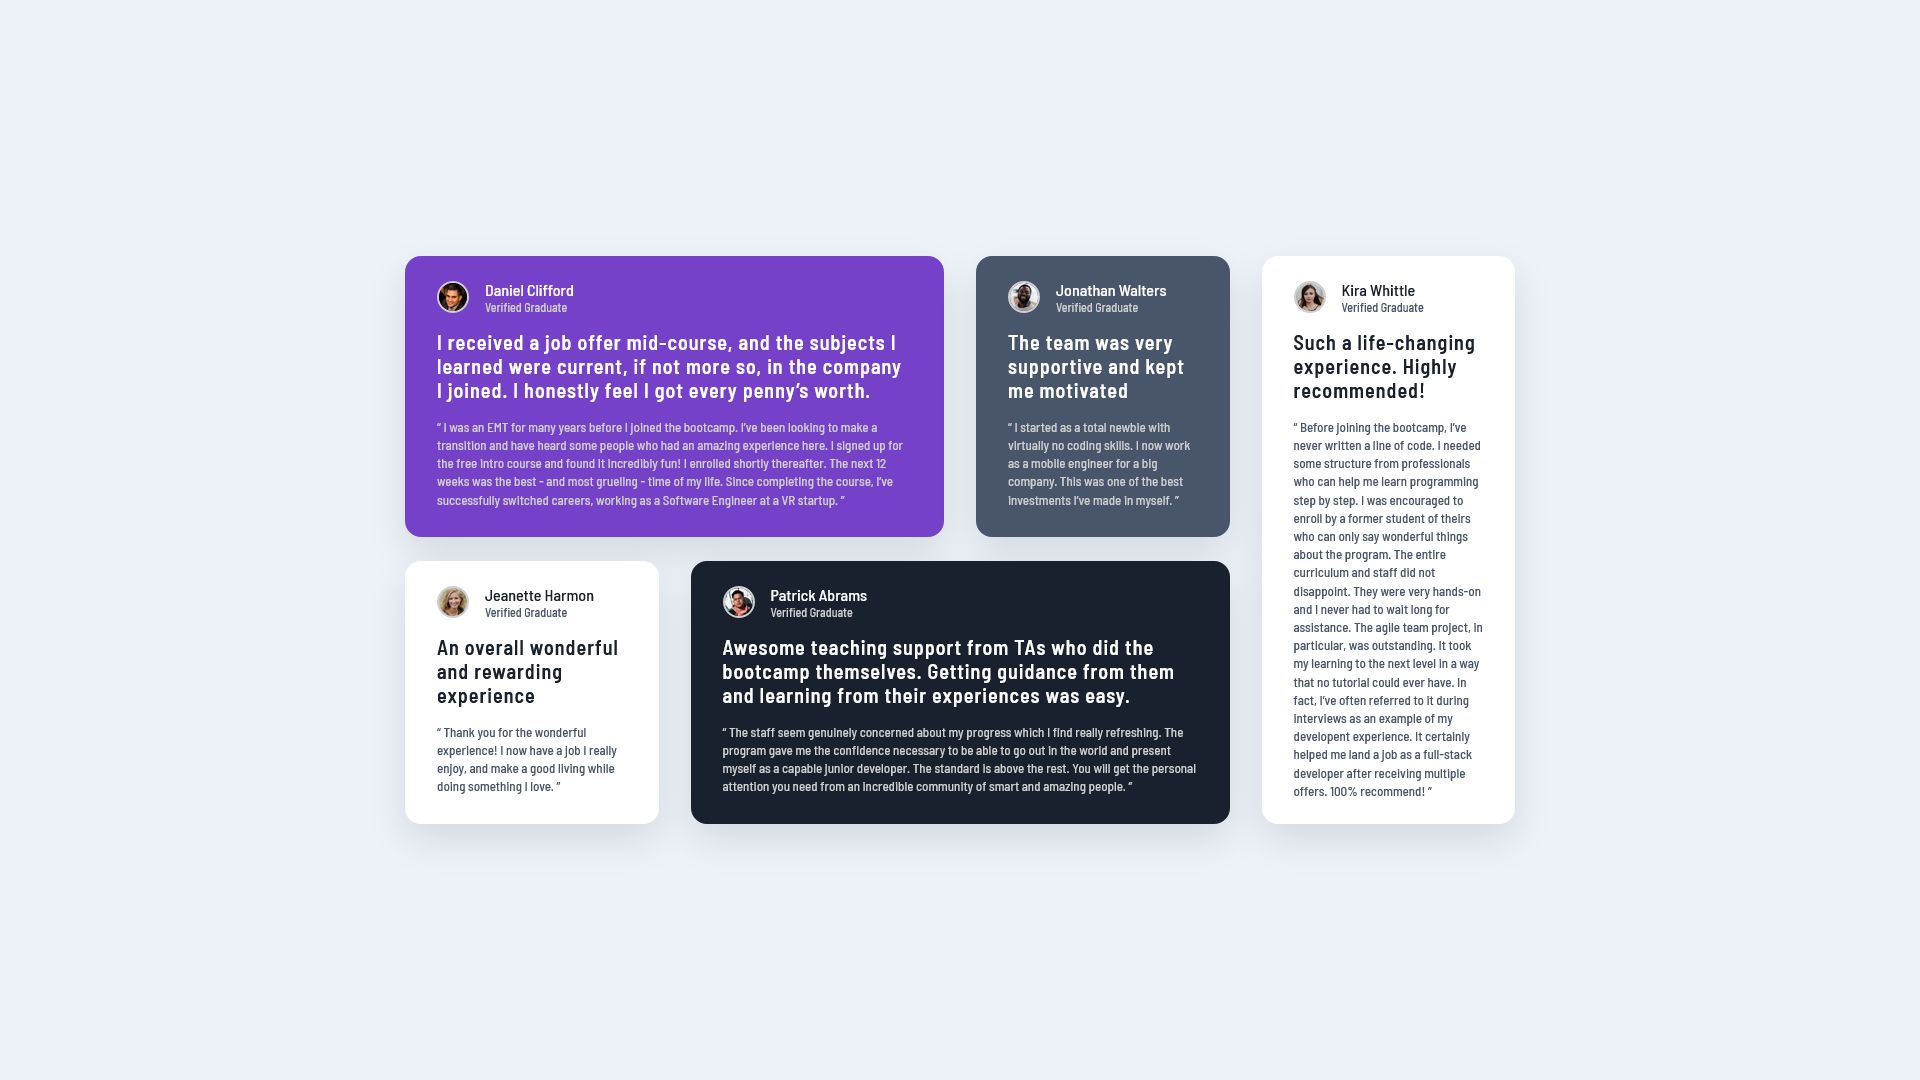 Daniel Clifford
Verified Graduate
I received a job offer mid-course, and the subjects I
learned were current, if not more so, in the company
I joined. I honestly feel I got every penny’s worth.
“ I was an EMT for many years before I joined the bootcamp. I’ve been looking to make a
transition and have heard some people who had an amazing experience here. I signed up for
the free intro course and found it incredibly fun! I enrolled shortly thereafter. The next 12
weeks was the best - and most grueling - time of my life. Since completing the course, I’ve
successfully switched careers, working as a Software Engineer at a VR startup. ”
Jonathan Walters
Verified Graduate
The team was very
supportive and kept
me motivated
“ I started as a total newbie with
virtually no coding skills. I now work
as a mobile engineer for a big
company. This was one of the best
investments I’ve made in myself. ”
Kira Whittle
Verified Graduate
Such a life-changing
experience. Highly
recommended!
“ Before joining the bootcamp, I’ve
never written a line of code. I needed
some structure from professionals
who can help me learn programming
step by step. I was encouraged to
enroll by a former student of theirs
who can only say wonderful things
about the program. The entire
curriculum and staff did not
disappoint. They were very hands-on
and I never had to wait long for
assistance. The agile team project, in
particular, was outstanding. It took
my learning to the next level in a way
that no tutorial could ever have. In
fact, I’ve often referred to it during
interviews as an example of my
developent experience. It certainly
helped me land a job as a full-stack
developer after receiving multiple
offers. 100% recommend! ”
Jeanette Harmon
Verified Graduate
An overall wonderful
and rewarding
experience
“ Thank you for the wonderful
experience! I now have a job I really
enjoy, and make a good living while
doing something I love. ”
Patrick Abrams
Verified Graduate
Awesome teaching support from TAs who did the
bootcamp themselves. Getting guidance from them
and learning from their experiences was easy.
“ The staff seem genuinely concerned about my progress which I find really refreshing. The
program gave me the confidence necessary to be able to go out in the world and present
myself as a capable junior developer. The standard is above the rest. You will get the personal
attention you need from an incredible community of smart and amazing people. ”